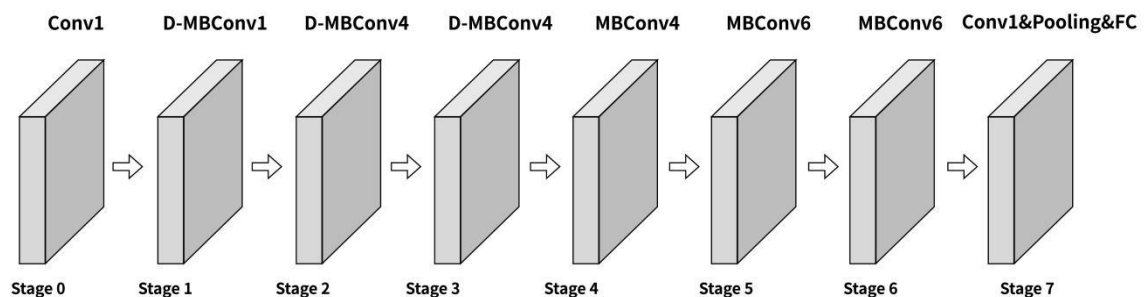 Conv1 D-MBConv1 D-MBConv4 D-MBConv4 MBConv4 MBConv6 MBConv6 Conv1&Pooling&FC
Stage 0 Stage 1 Stage 2 Stage 3 Stage 4 Stage 5 Stage 6 Stage 7